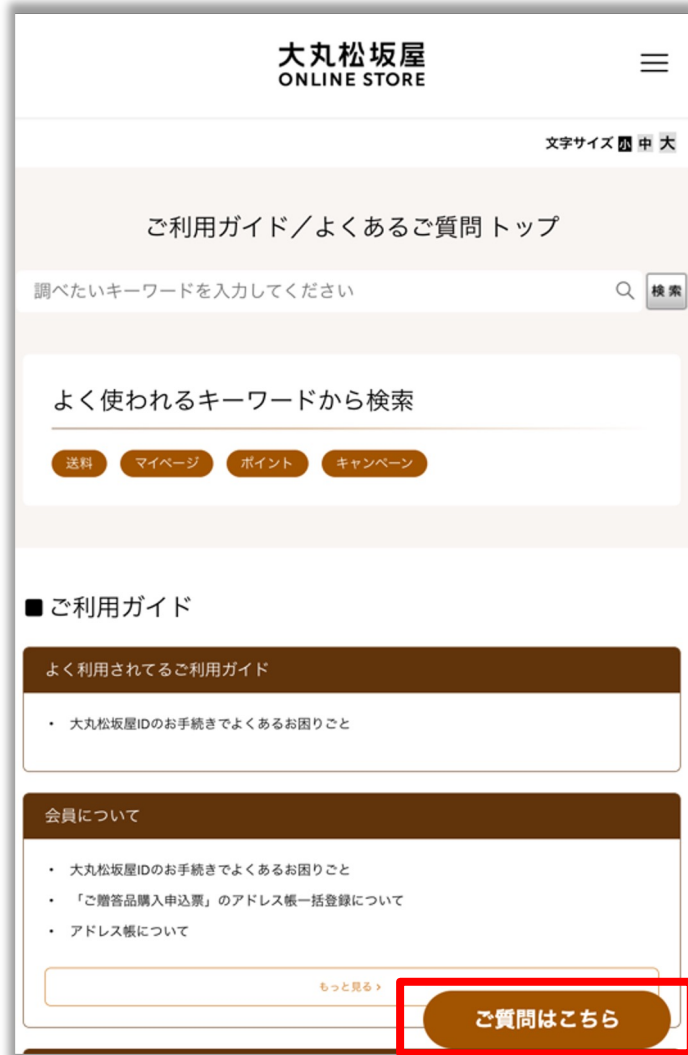 大丸松坂屋
ONLINE STORE
文字サイズ 小 中 大
ご利用ガイド／よくあるご質問 トップ
調べたいキーワードを入力してください 検索
よく使われるキーワードから検索
送料 マイページ ポイント キャンペーン
■ご利用ガイド
よく利用されてるご利用ガイド
・ 大丸松坂屋IDのお手続きでよくあるお困りごと
会員について
・ 大丸松坂屋IDのお手続きでよくあるお困りごと
・ 「ご贈答品購入申込票」のアドレス帳一括登録について
・ アドレス帳について
もっと見る ›
ご質問はこちら